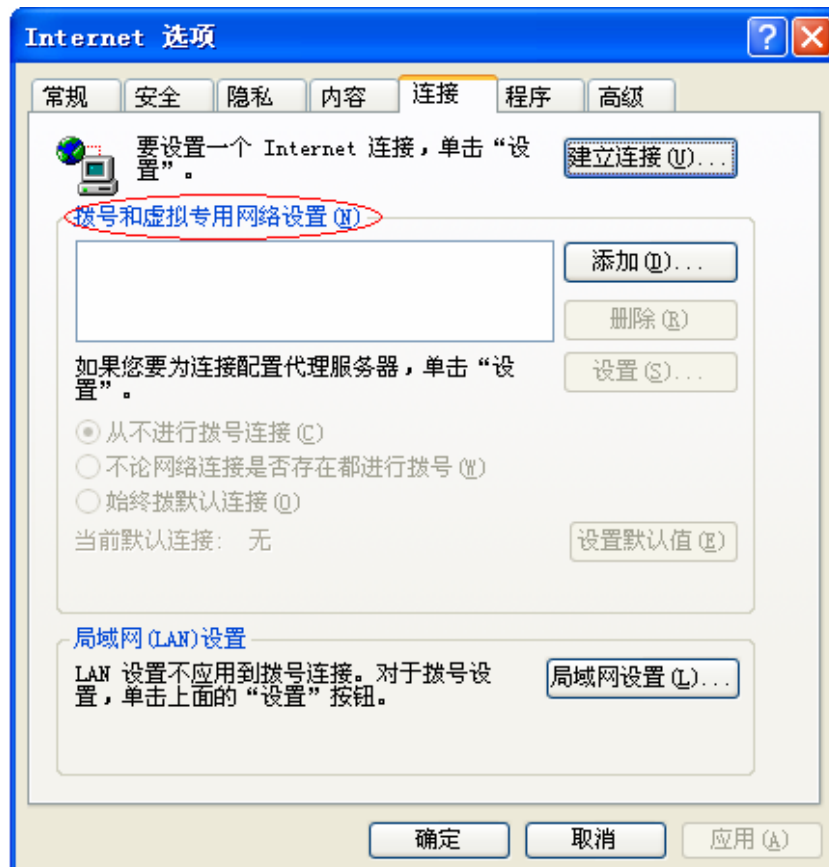 Internet 选项
常规 安全 隐私 内容 连接 程序 高级
要设置一个 Internet 连接，单击“设
置”。
建立连接(U)...
拨号和虚拟专用网络设置(N)
添加(D)...
删除(R)
如果您要为连接配置代理服务器，单击“设
置”。
设置(S)...
从不进行拨号连接(C)
不论网络连接是否存在都进行拨号(W)
始终拨默认连接(O)
当前默认连接: 无
设置默认值(E)
局域网(LAN)设置
LAN 设置不应用到拨号连接。对于拨号设
置，单击上面的“设置”按钮。
局域网设置(L)...
确定 取消 应用(A)